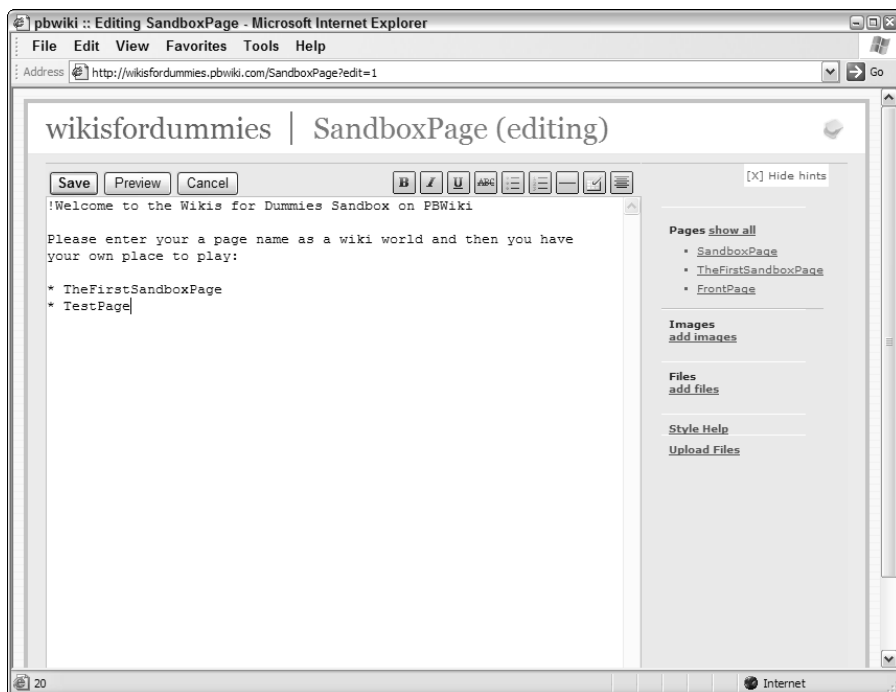 pbwiki :: Editing SandboxPage - Microsoft Internet Explorer
File Edit View Favorites Tools Help
Address http://wikisfordummies.pbwiki.com/SandboxPage?edit=1 Go
wikisfordummies | SandboxPage (editing)
[X] Hide hints
Save Preview Cancel B I U ABC
!Welcome to the Wikis for Dummies Sandbox on PBWiki
Please enter your a page name as a wiki world and then you have
your own place to play:
* TheFirstSandboxPage
* TestPage
Pages show all
SandboxPage
TheFirstSandboxPage
FrontPage
Images
add images
Files
add files
Style Help
Upload Files
20 Internet